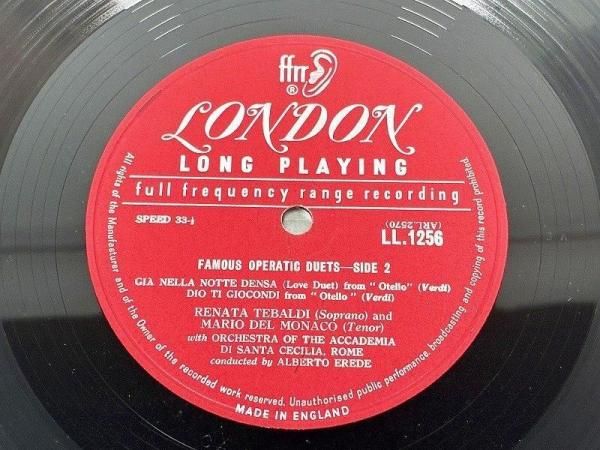 ffrr
®
LONDON
LONG PLAYING
full frequency range recording
SPEED 33⅓
(ARL.2570)
LL.1256
FAMOUS OPERATIC DUETS—SIDE 2
GIÀ NELLA NOTTE DENSA (Love Duet) from "Otello" (Verdi)
DIO TI GIOCONDI from "Otello" (Verdi)
RENATA TEBALDI (Soprano) and
MARIO DEL MONACO (Tenor)
with ORCHESTRA OF THE ACCADEMIA
DI SANTA CECILIA, ROME
conducted by ALBERTO EREDE
All rights of the Manufacturer and of the Owner of the recorded work reserved. Unauthorised public performance, broadcasting and copying of this record prohibited.
MADE IN ENGLAND